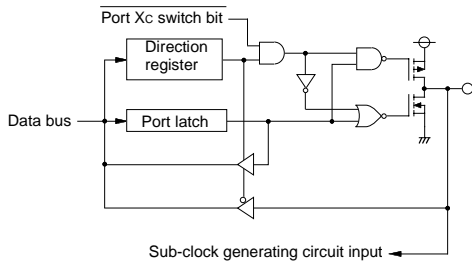 Port Xc switch bit
Direction
register
Data bus
Port latch
Sub-clock generating circuit input